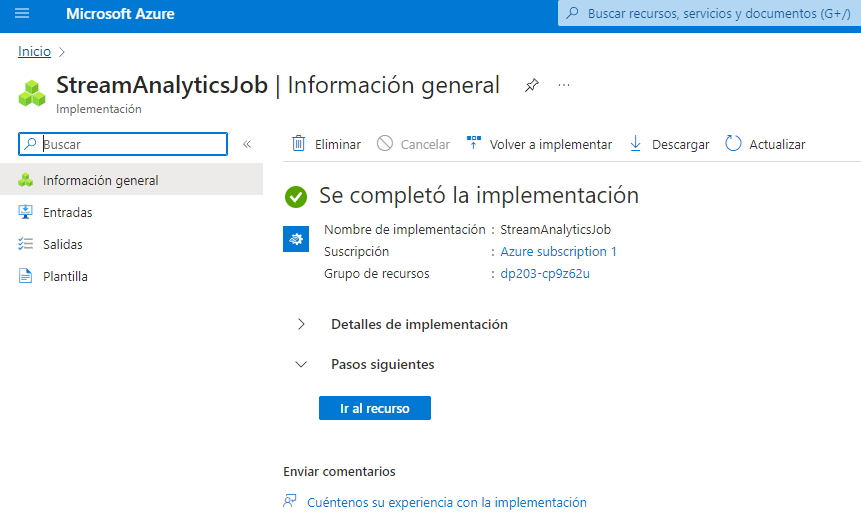 Microsoft Azure
Buscar recursos, servicios y documentos (G+/)
Inicio
StreamAnalyticsJob | Información general
Implementación
Buscar
Eliminar
Cancelar
Volver a implementar
Descargar
Actualizar
Información general
Entradas
Salidas
Plantilla
Se completó la implementación
Nombre de implementación : StreamAnalyticsJob
Suscripción : Azure subscription 1
Grupo de recursos : dp203-cp9z62u
Detalles de implementación
Pasos siguientes
Ir al recurso
Enviar comentarios
Cuéntenos su experiencia con la implementación